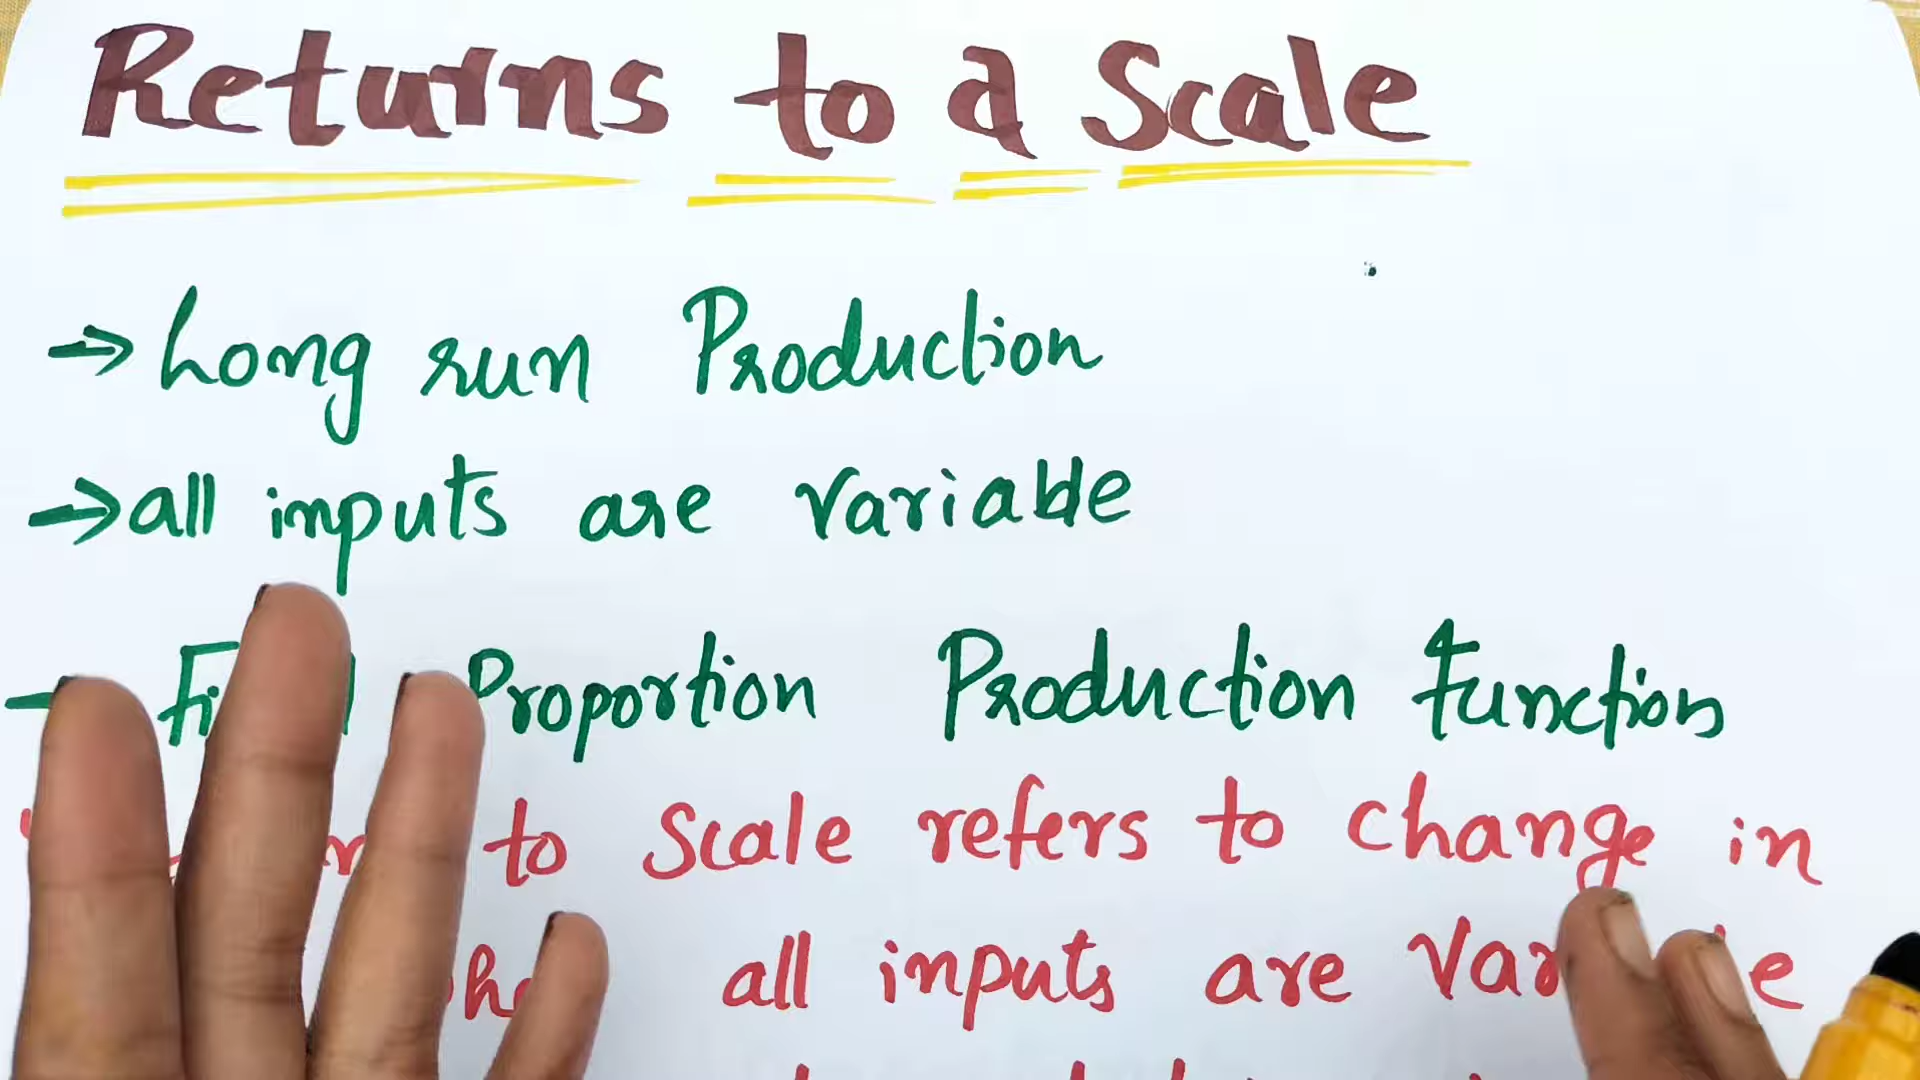 Returns to a Scale
→ Long run Production
→ all inputs are Variable
Proportion Production function
to Scale refers to change in
all inputs are